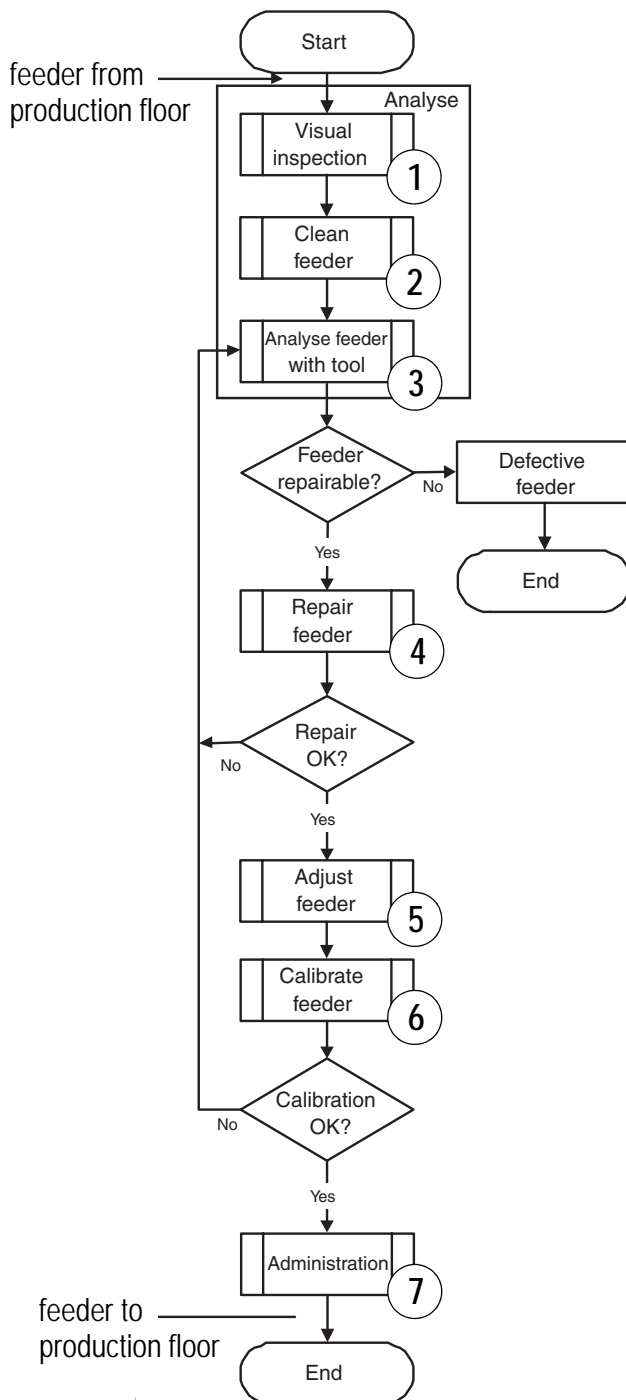 Start
feeder from
production floor
Analyse
Visual
inspection
1
Clean
feeder
2
Analyse feeder
with tool
3
Feeder
repairable?
No
Defective
feeder
Yes
End
Repair
feeder
4
Repair
OK?
No
Yes
Adjust
feeder
5
Calibrate
feeder
6
Calibration
OK?
No
Yes
Administration
7
feeder to
production floor
End